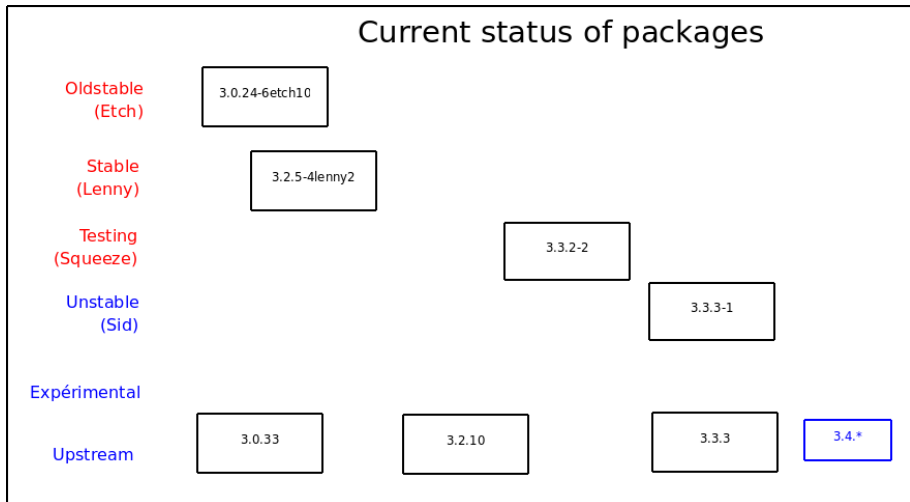 Current status of packages
Oldstable
(Etch)
3.0.24-6etch10
Stable
(Lenny)
3.2.5-4lenny2
Testing
(Squeeze)
3.3.2-2
Unstable
(Sid)
3.3.3-1
Expérimental
Upstream
3.0.33
3.2.10
3.3.3
3.4.*